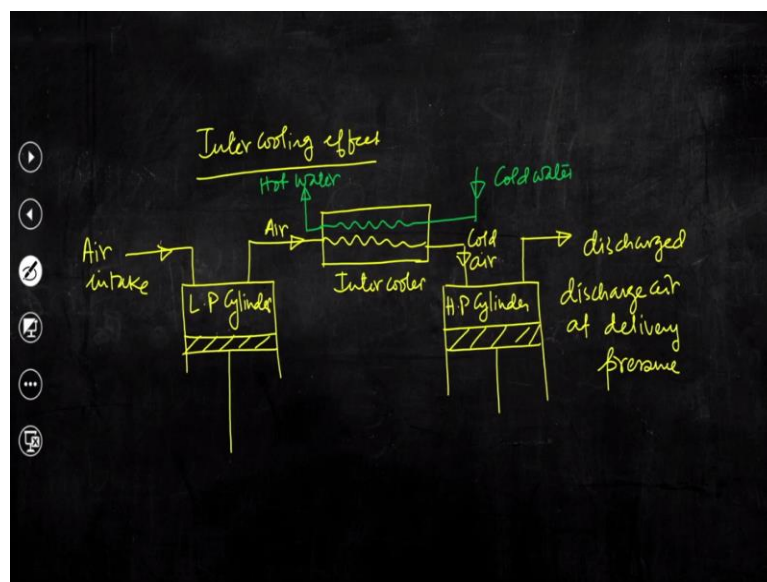 Inter cooling effect
Hot water
Cold water
Air
Air
intake
Cold
air
discharged
Inter cooler
L.P Cylinder
H.P Cylinder
discharge air
at delivery
pressure